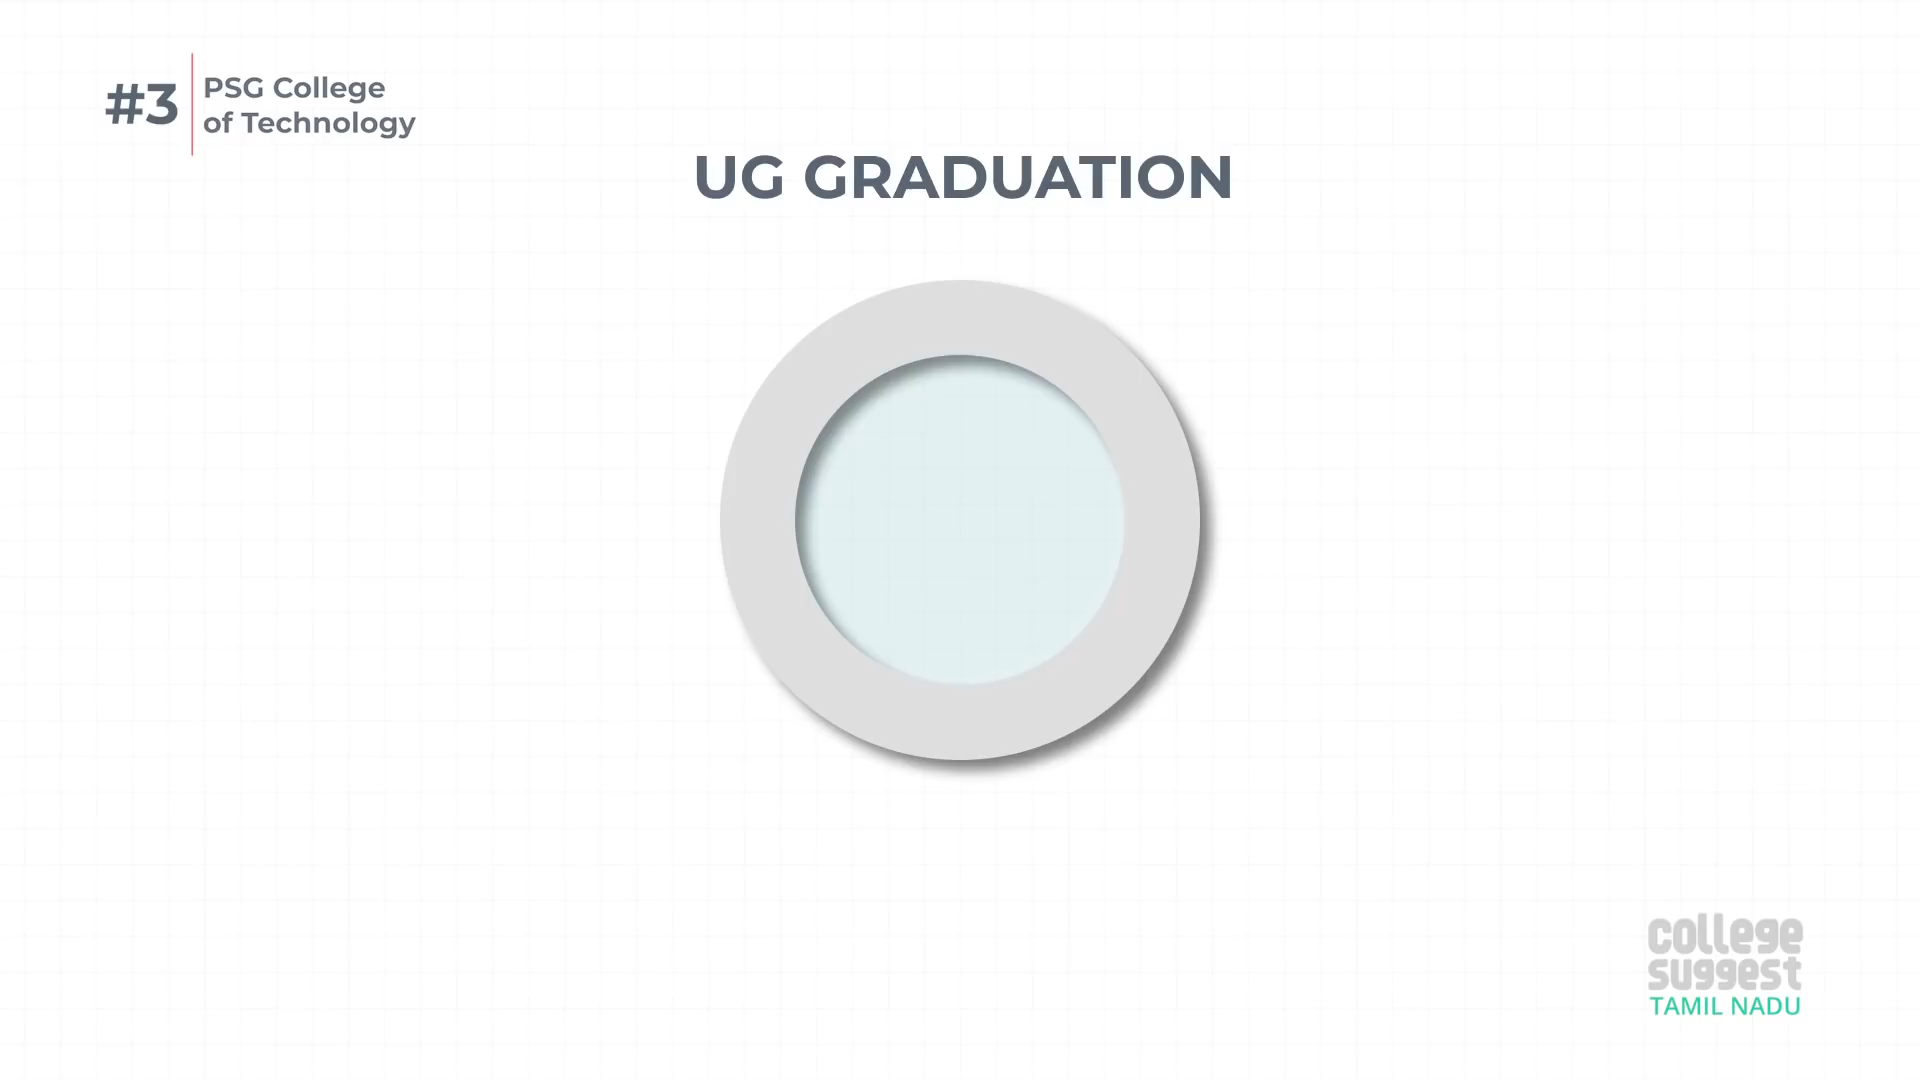 #3
PSG College
of Technology
UG GRADUATION
college
suggest
TAMIL NADU